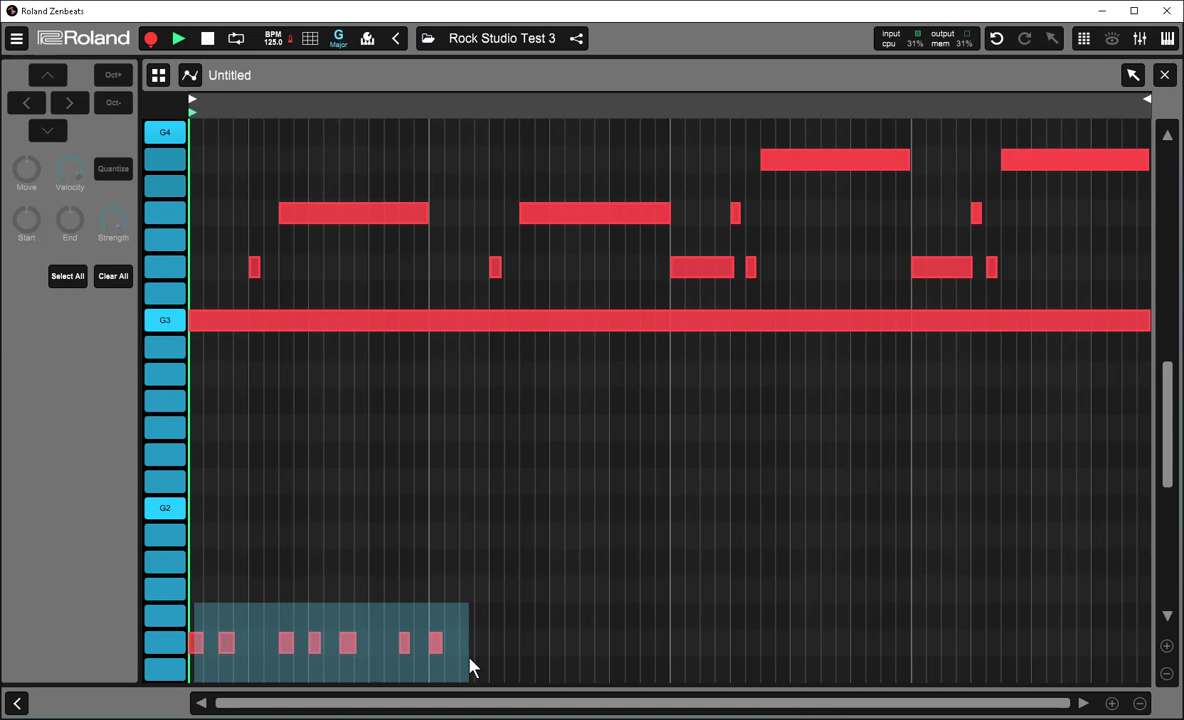 Roland Zenbeats
Roland
BPM
125.0
G
Major
Rock Studio Test 3
input
cpu 31%
output
mem 31%
Oct+
Untitled
Oct-
Move
Velocity
Quantize
Start
End
Strength
Select All
Clear All
G4
G3
G2